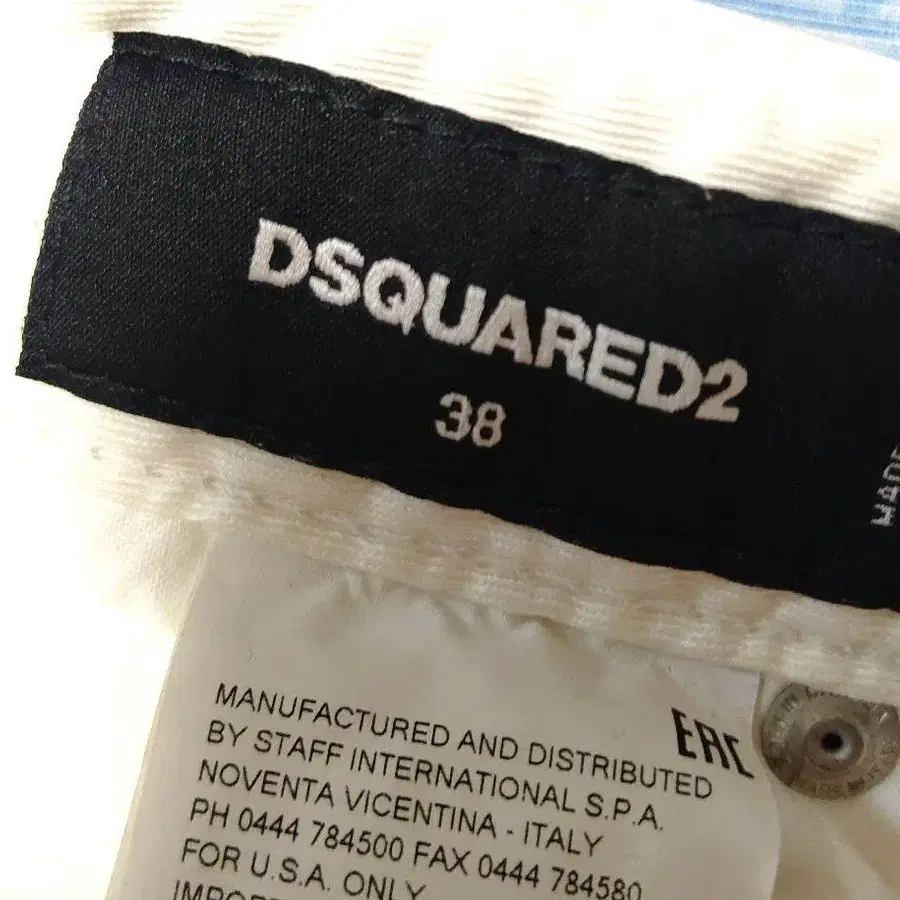 DSQUARED2
38
MADE
MANUFACTURED AND DISTRIBUTED
BY STAFF INTERNATIONAL S.P.A.
NOVENTA VICENTINA - ITALY
PH 0444 784500 FAX 0444 784580
FOR U.S.A. ONLY
EAC